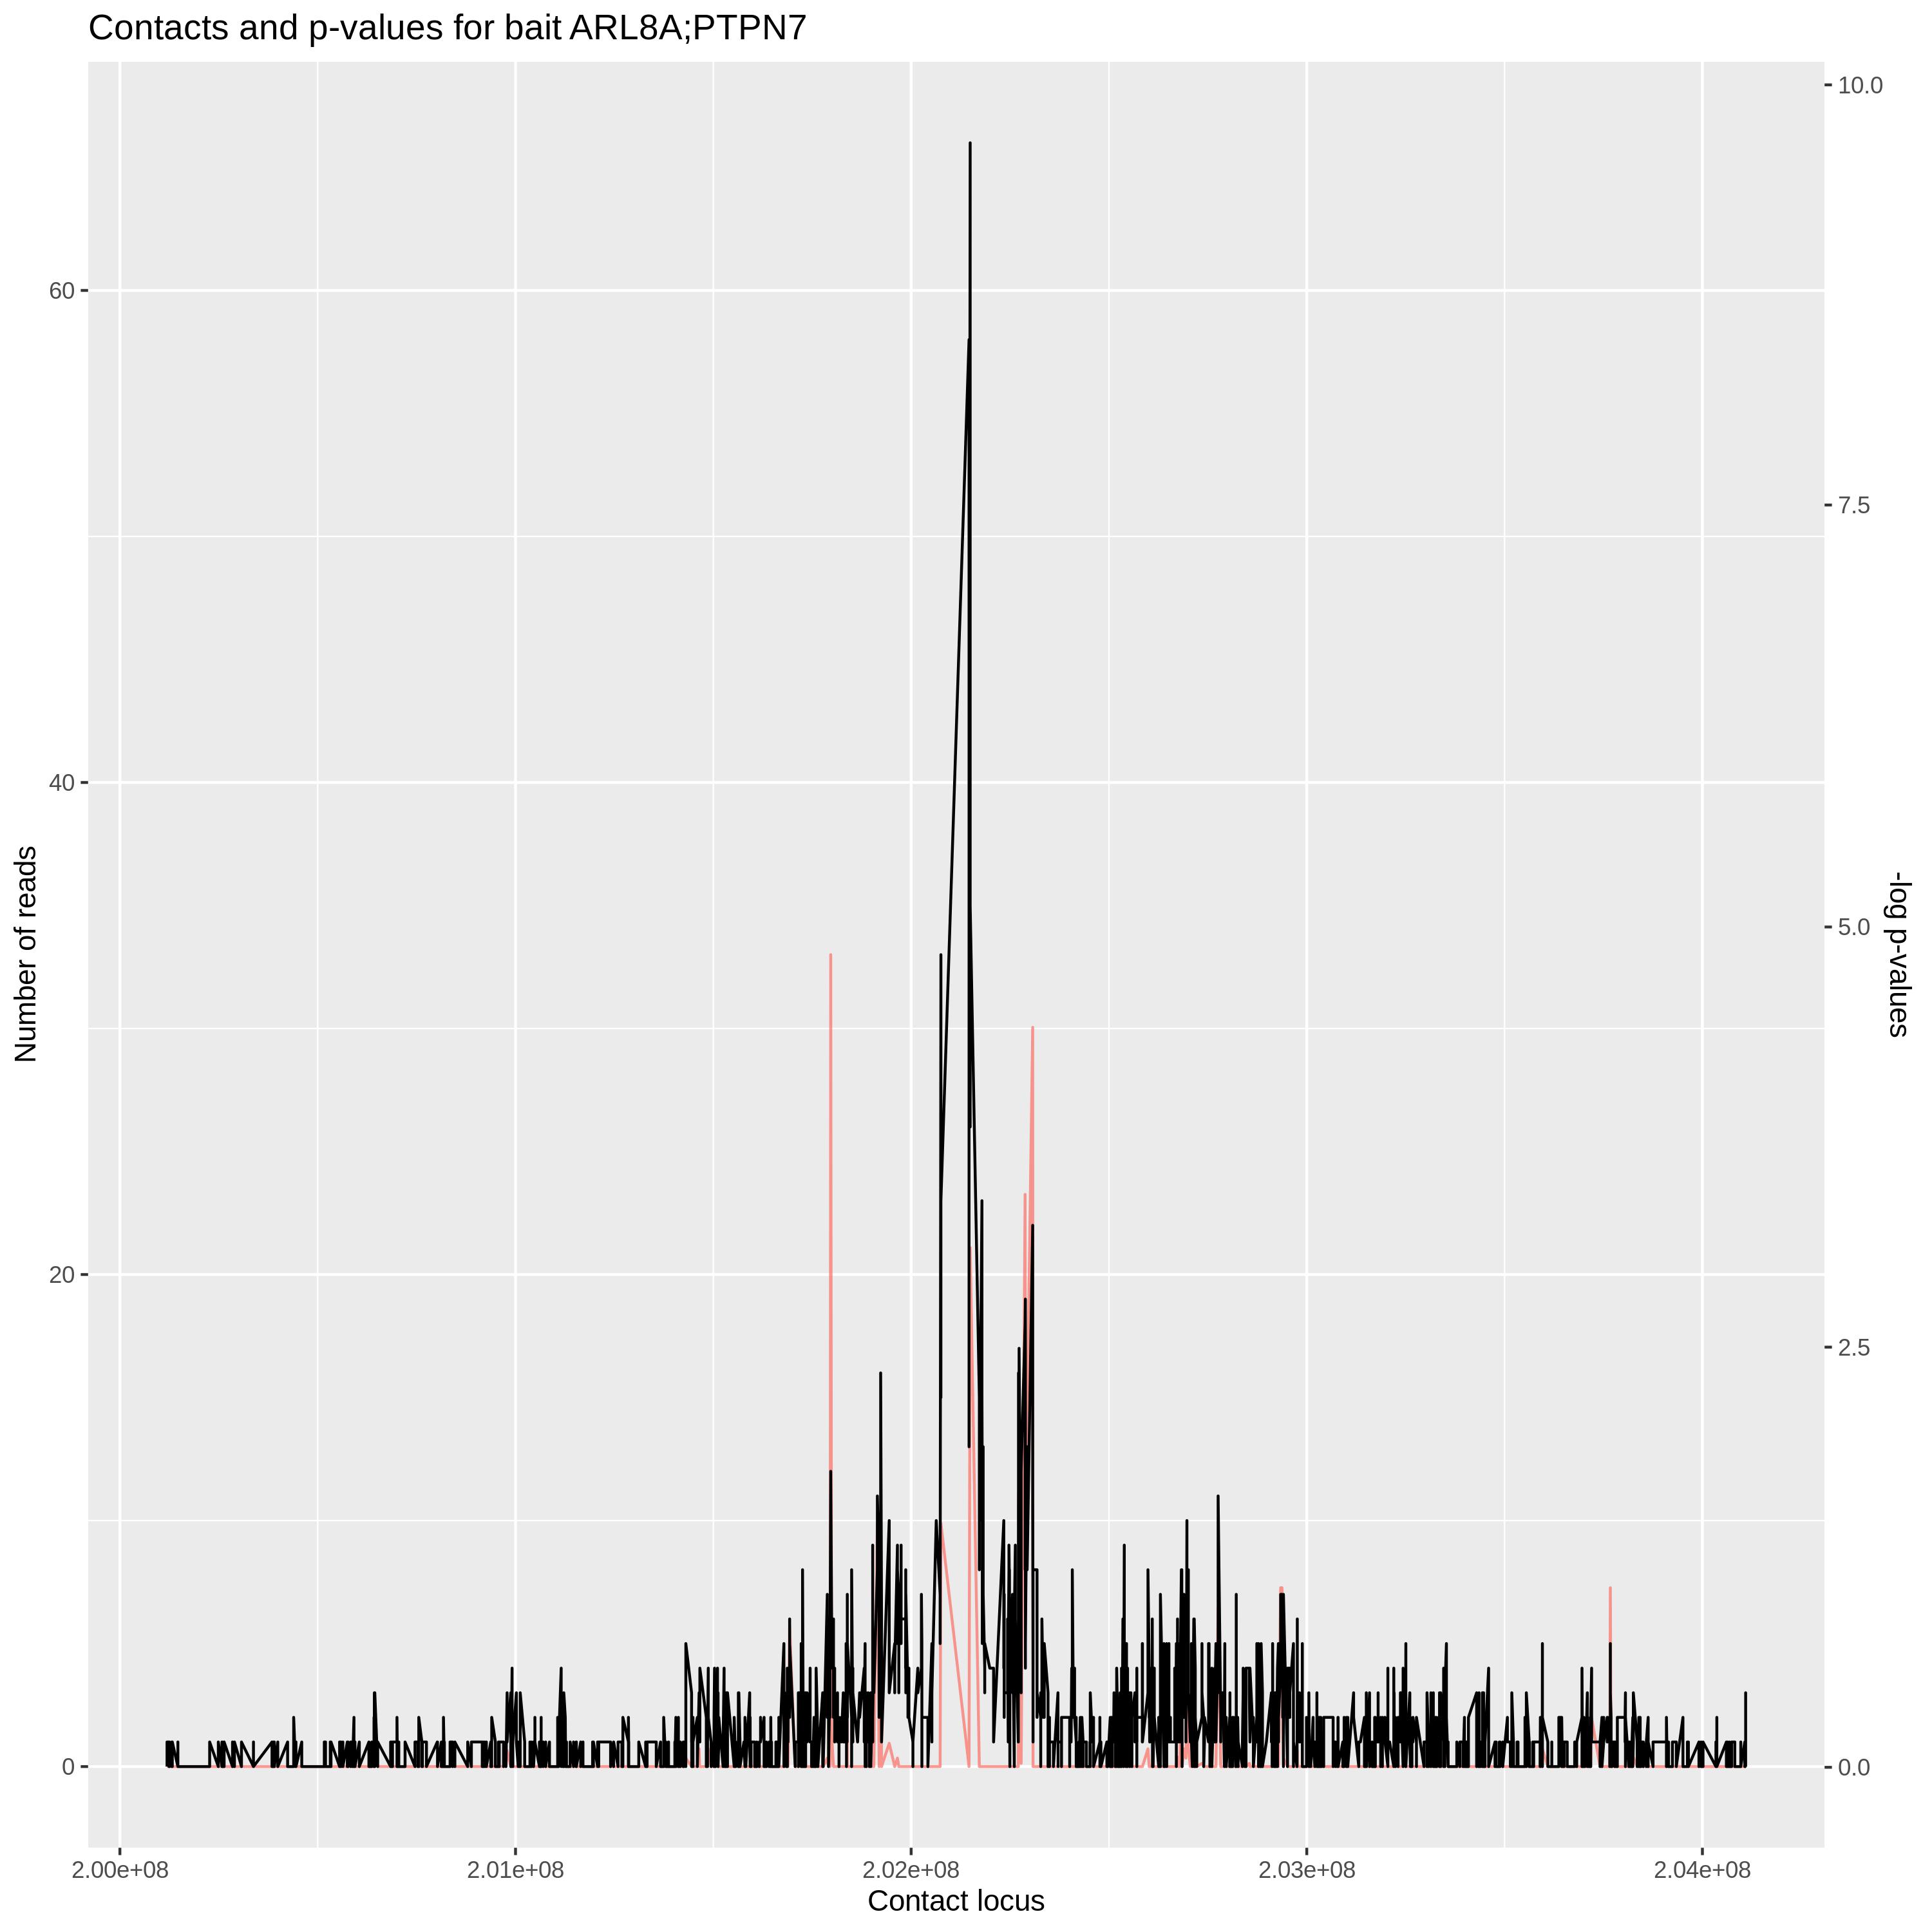 Contacts and p-values for bait ARL8A;PTPN7
Number of reads
60
40
20
0
-log p-values
10.0
7.5
5.0
2.5
0.0
2.00e+08
2.01e+08
2.02e+08
2.03e+08
2.04e+08
Contact locus